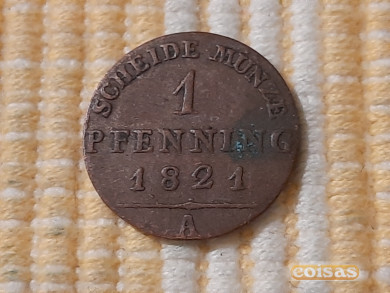 SCHEIDE MÜNZE
1
PFENNING
1821
A
coisas